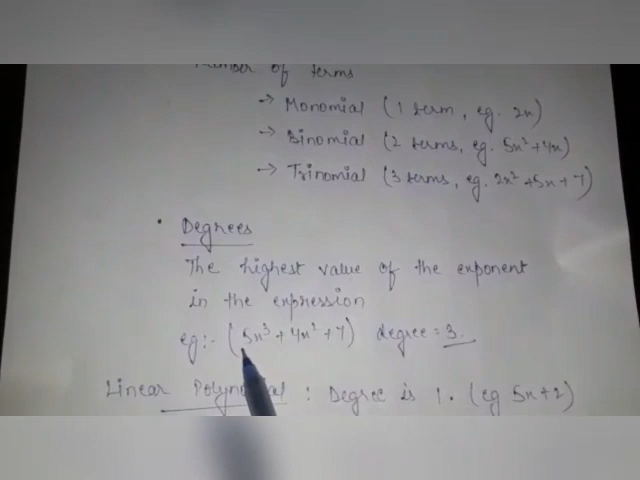 Number of terms
→ Monomial (1 term, eg. 2x)
→ Binomial (2 terms, eg. 5x²+4x)
→ Trinomial (3 terms, eg. 2x²+5x+7)
• Degrees
The highest value of the exponent
in the expression
eg:- (5x³+4x²+7) degree=3.
Linear Polynomial : Degree is 1. (eg 5x+2)